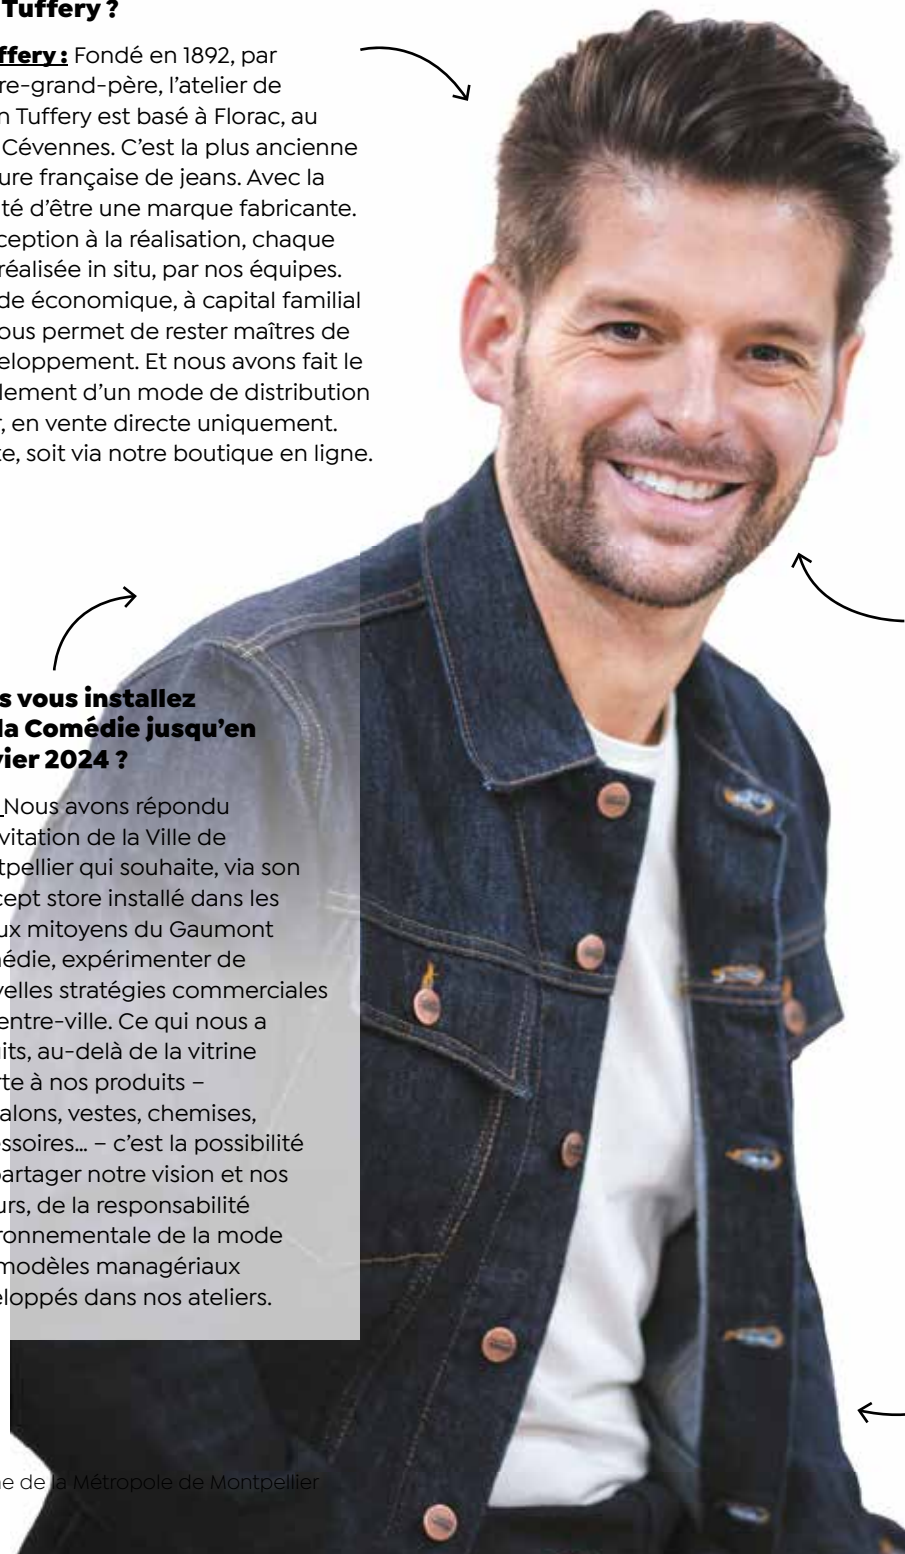 Tuffery ?
ffery : Fondé en 1892, par
re-grand-père, l’atelier de
n Tuffery est basé à Florac, au
Cévennes. C’est la plus ancienne
ure française de jeans. Avec la
té d’être une marque fabricante.
ception à la réalisation, chaque
réalisée in situ, par nos équipes.
de économique, à capital familial
ous permet de rester maîtres de
eloppement. Et nous avons fait le
lement d’un mode de distribution
r, en vente directe uniquement.
te, soit via notre boutique en ligne.
s vous installez
la Comédie jusqu’en
vier 2024 ?
Nous avons répondu
vitation de la Ville de
tpellier qui souhaite, via son
cept store installé dans les
ux mitoyens du Gaumont
édie, expérimenter de
velles stratégies commerciales
entre-ville. Ce qui nous a
its, au-delà de la vitrine
rte à nos produits –
alons, vestes, chemises,
ssoires... – c’est la possibilité
partager notre vision et nos
urs, de la responsabilité
ronnementale de la mode
modèles managériaux
eloppés dans nos ateliers.
e de la Métropole de Montpellier